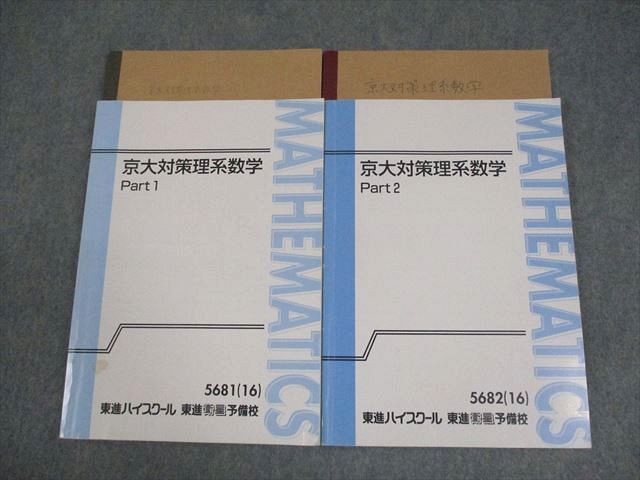 京大対策理系数学
京大対策理系数学
Part 1
MATHEMATICS
5681(16)
東進ハイスクール 東進衛星予備校
京大対策理系数学
Part 2
MATHEMATICS
5682(16)
東進ハイスクール 東進衛星予備校